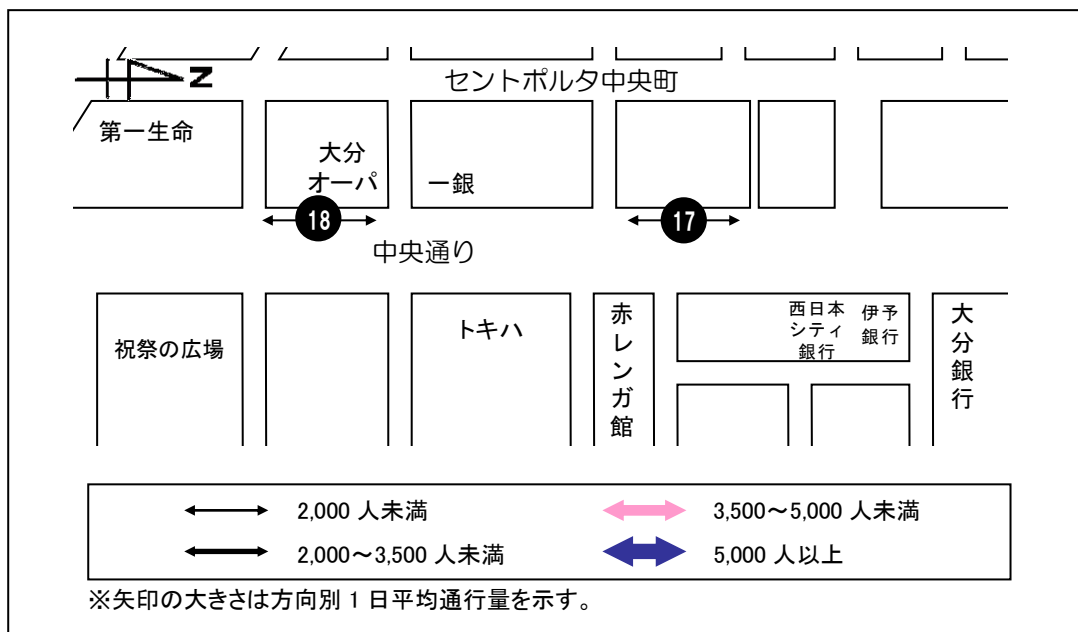 セントポルタ中央町
N
第一生命
大分
オーパ
一銀
18
17
中央通り
祝祭の広場
トキハ
赤レンガ館
西日本
シティ
銀行
伊予
銀行
大分銀行
2,000 人未満
3,500～5,000 人未満
2,000～3,500 人未満
5,000 人以上
※矢印の大きさは方向別 1 日平均通行量を示す。